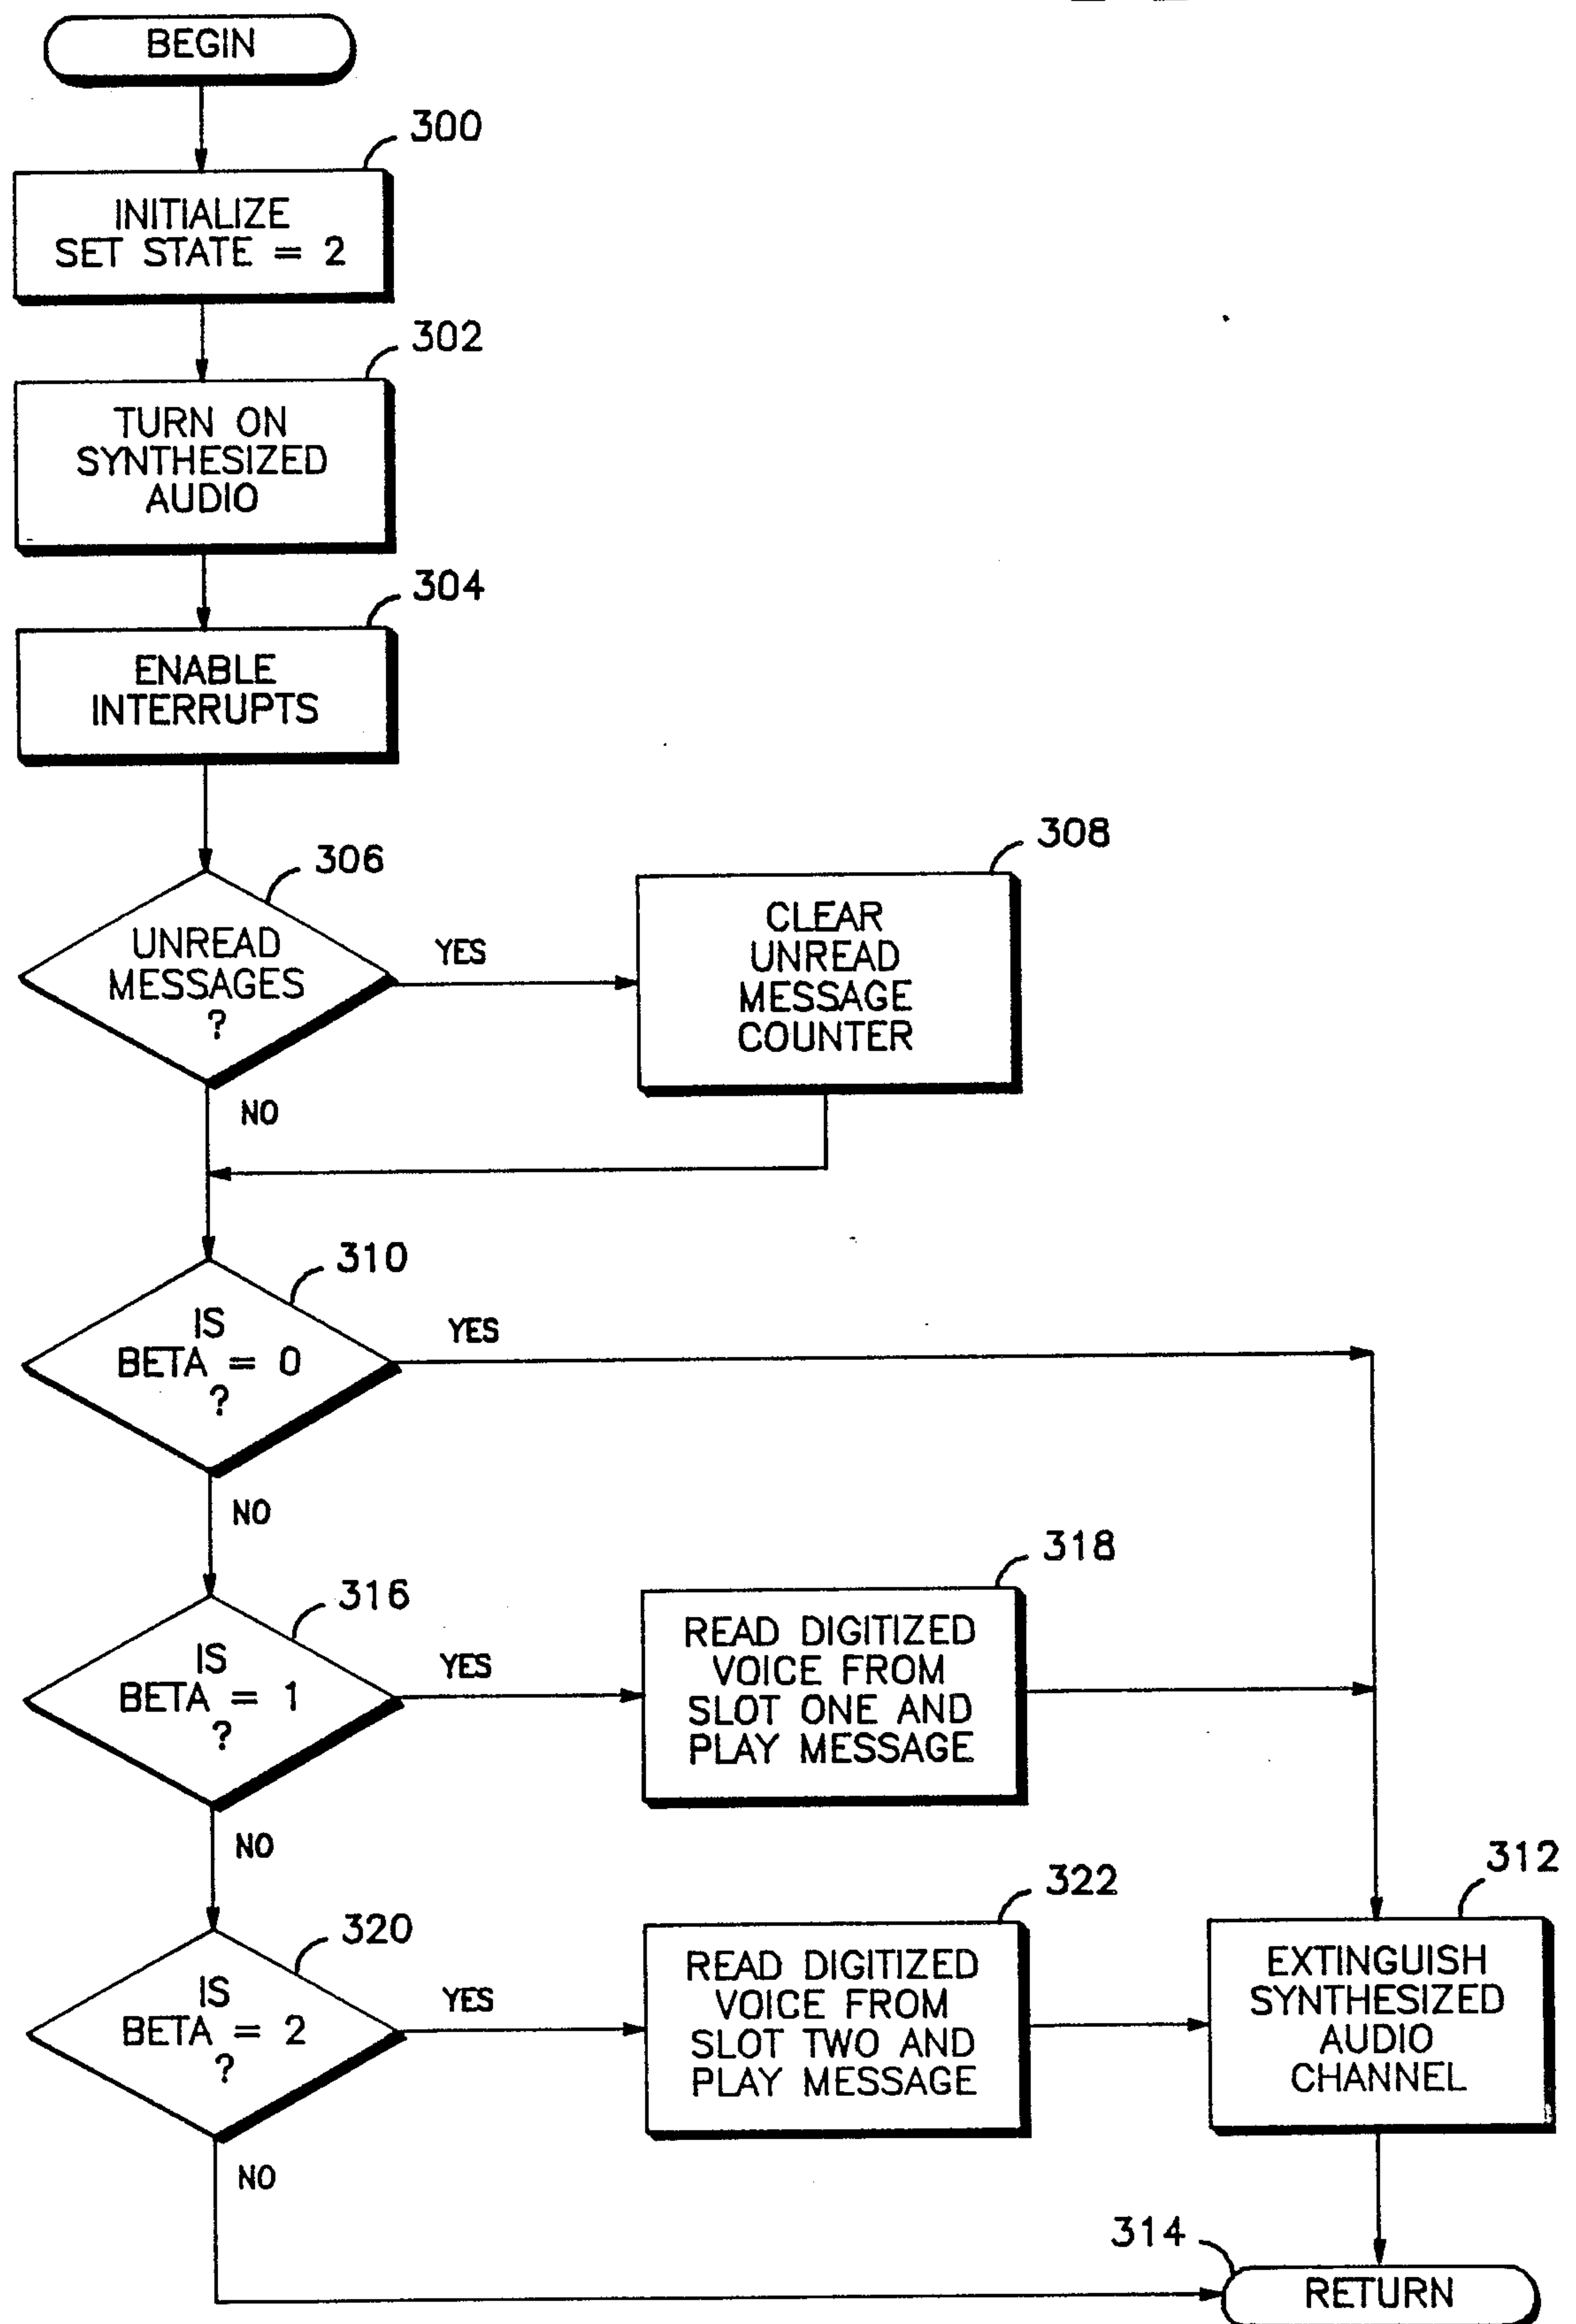 BEGIN
300
INITIALIZE
SET STATE = 2
302
TURN ON
SYNTHESIZED
AUDIO
304
ENABLE
INTERRUPTS
306
UNREAD
MESSAGES
?
YES
308
CLEAR
UNREAD
MESSAGE
COUNTER
NO
310
IS
BETA = 0
?
YES
NO
316
IS
BETA = 1
?
YES
318
READ DIGITIZED
VOICE FROM
SLOT ONE AND
PLAY MESSAGE
NO
320
IS
BETA = 2
?
YES
322
READ DIGITIZED
VOICE FROM
SLOT TWO AND
PLAY MESSAGE
312
EXTINGUISH
SYNTHESIZED
AUDIO
CHANNEL
NO
314
RETURN